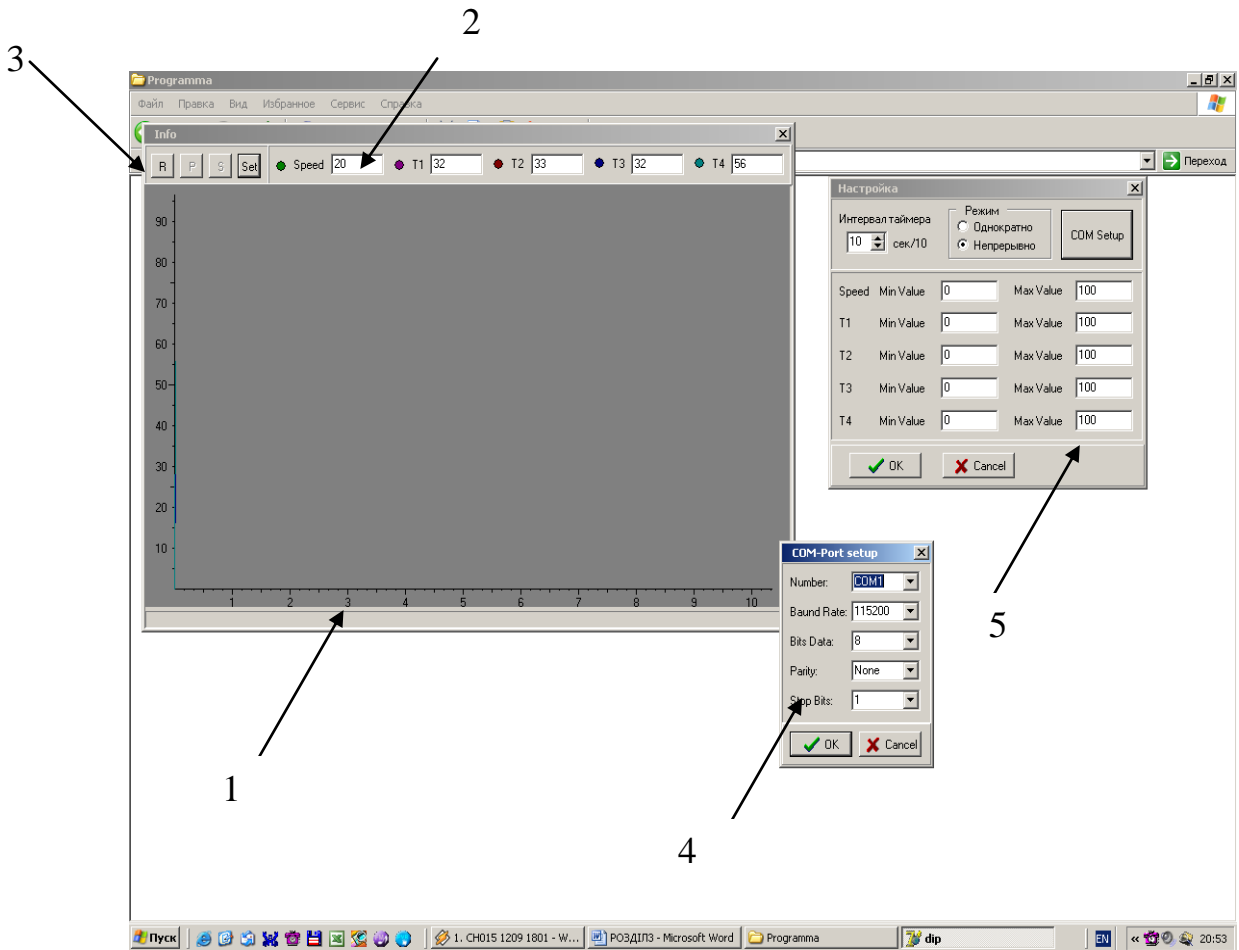 2
3
Programma
Файл Правка Вид Избранное Сервис Справка
Переход
Info
R P S Set Speed 20 T1 32 T2 33 T3 32 T4 56
90
80
70
60
50
40
30
20
10
1 2 3 4 5 6 7 8 9 10
Настройка
Интервал таймера
10 сек/10
Режим
Однократно
Непрерывно
COM Setup
Speed Min Value 0 Max Value 100
T1 Min Value 0 Max Value 100
T2 Min Value 0 Max Value 100
T3 Min Value 0 Max Value 100
T4 Min Value 0 Max Value 100
OK Cancel
COM-Port setup
Number: COM1
Baund Rate: 115200
Bits Data: 8
Parity: None
Stop Bits: 1
OK Cancel
5
1
4
Пуск 1. CH015 1209 1801 - W... РОЗДІЛ3 - Microsoft Word Programma dip EN « 20:53